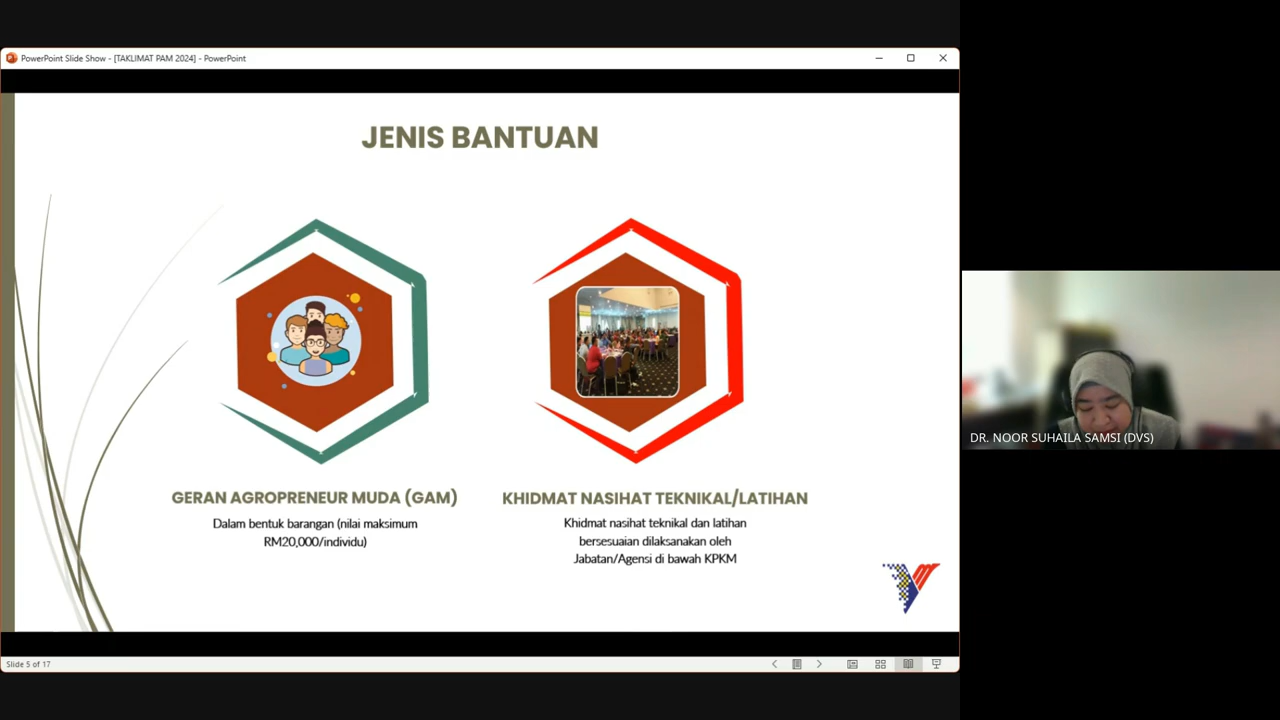 PowerPoint Slide Show - [TAKLIMAT PAM 2024] - PowerPoint
JENIS BANTUAN
GERAN AGROPRENEUR MUDA (GAM)
Dalam bentuk barangan (nilai maksimum
RM20,000/individu)
KHIDMAT NASIHAT TEKNIKAL/LATIHAN
Khidmat nasihat teknikal dan latihan
bersesuaian dilaksanakan oleh
Jabatan/Agensi di bawah KPKM
DR. NOOR SUHAILA SAMSI (DVS)
Slide 5 of 17